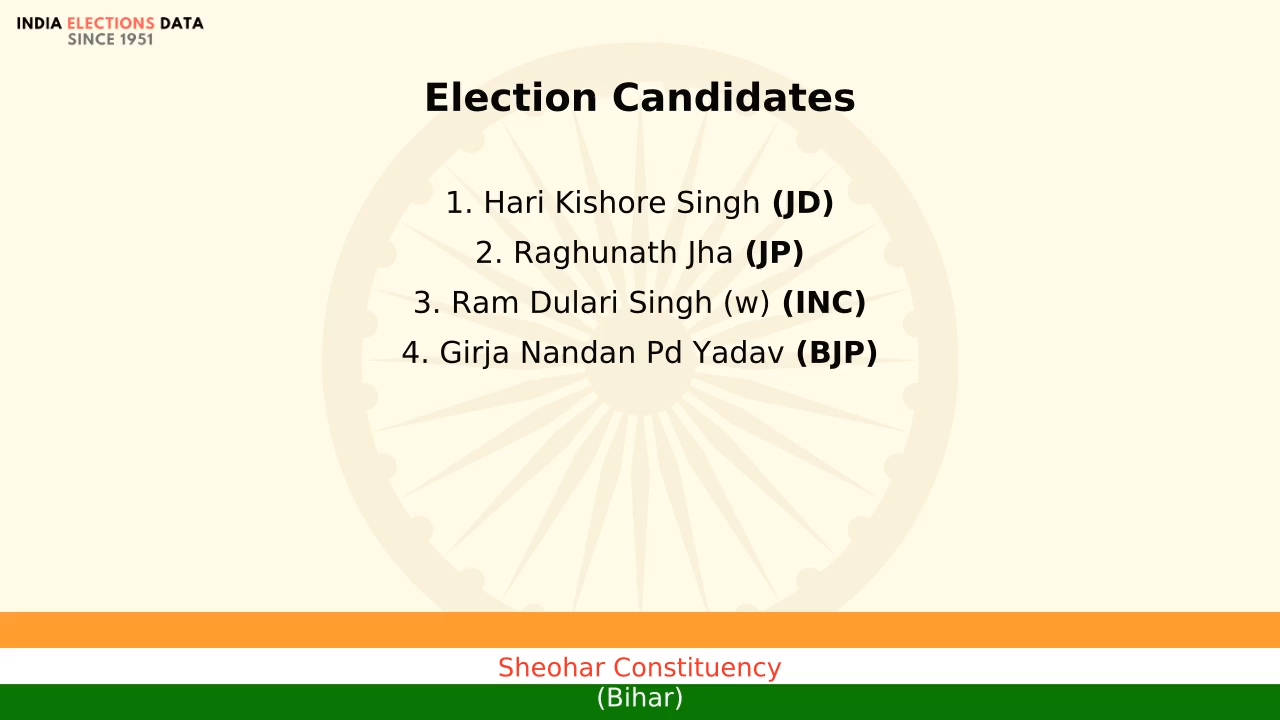 INDIA ELECTIONS DATA
SINCE 1951
Election Candidates
1. Hari Kishore Singh (JD)
2. Raghunath Jha (JP)
3. Ram Dulari Singh (w) (INC)
4. Girja Nandan Pd Yadav (BJP)
Sheohar Constituency
(Bihar)